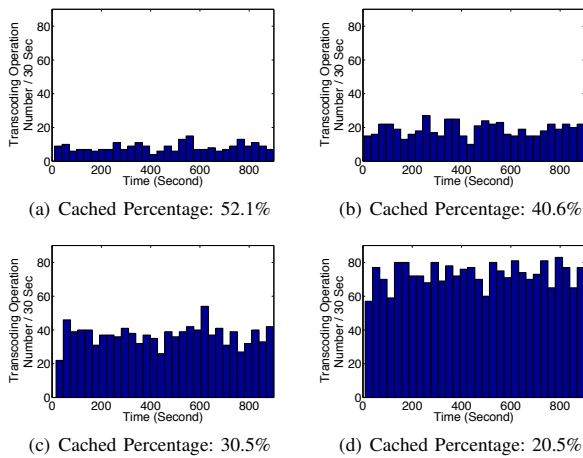 Transcoding Operation
Number / 30 Sec
80
60
40
20
0
0 200 400 600 800
Time (Second)
(a) Cached Percentage: 52.1%
Transcoding Operation
Number / 30 Sec
80
60
40
20
0
0 200 400 600 800
Time (Second)
(b) Cached Percentage: 40.6%
Transcoding Operation
Number / 30 Sec
80
60
40
20
0
0 200 400 600 800
Time (Second)
(c) Cached Percentage: 30.5%
Transcoding Operation
Number / 30 Sec
80
60
40
20
0
0 200 400 600 800
Time (Second)
(d) Cached Percentage: 20.5%